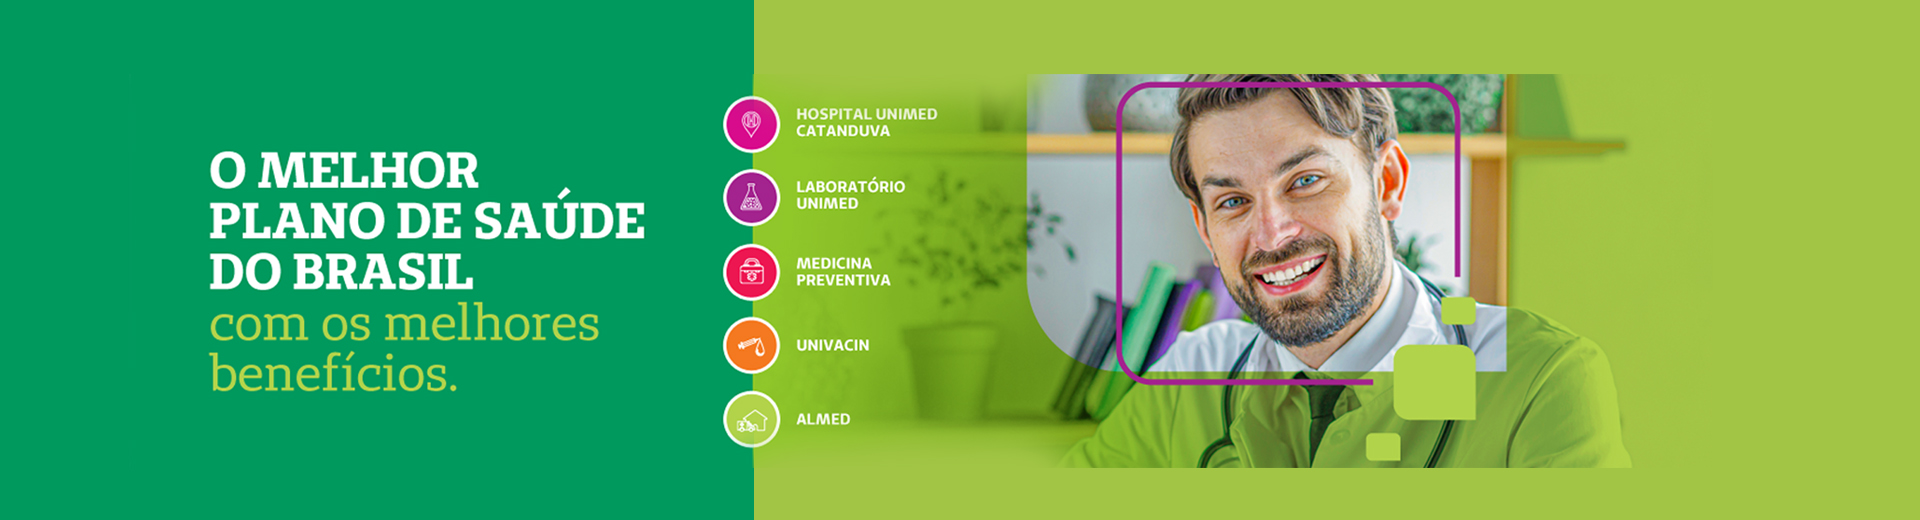 O MELHOR
PLANO DE SAÚDE
DO BRASIL
com os melhores
benefícios.
HOSPITAL UNIMED
CATANDUVA
LABORATÓRIO
UNIMED
MEDICINA
PREVENTIVA
UNIVACIN
ALMED